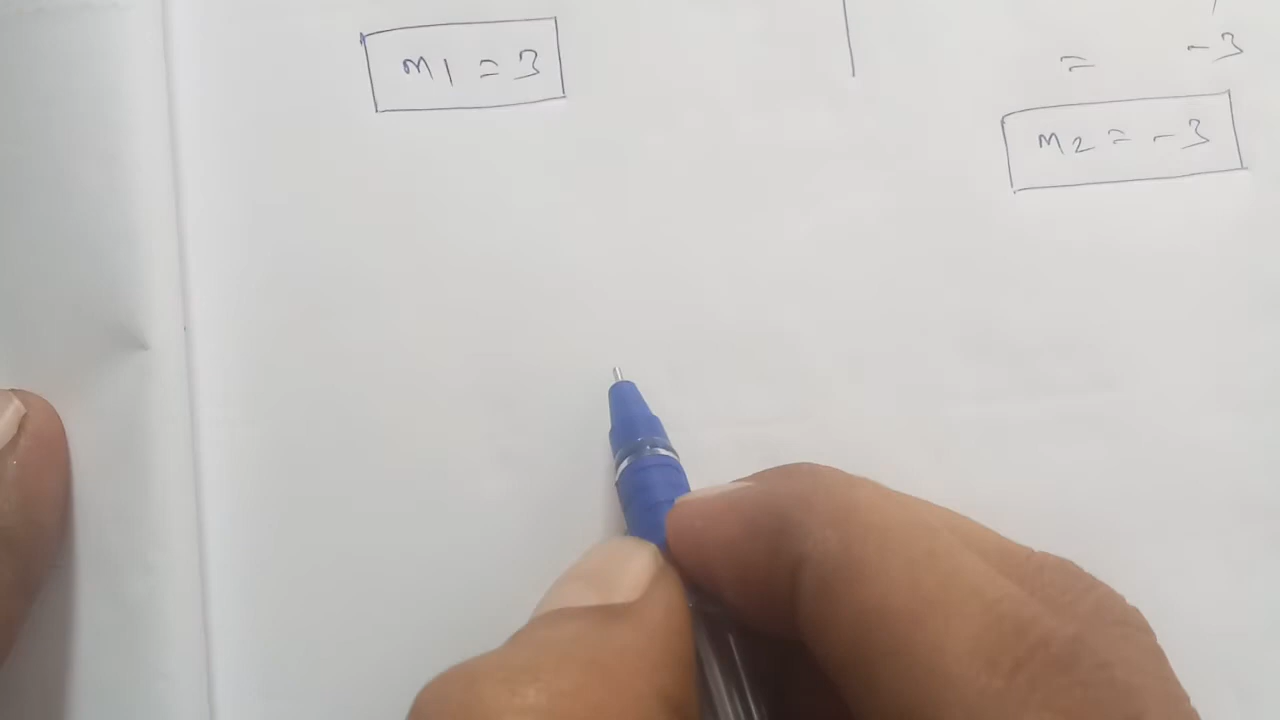 m1 = 3
= -3
m2 = -3